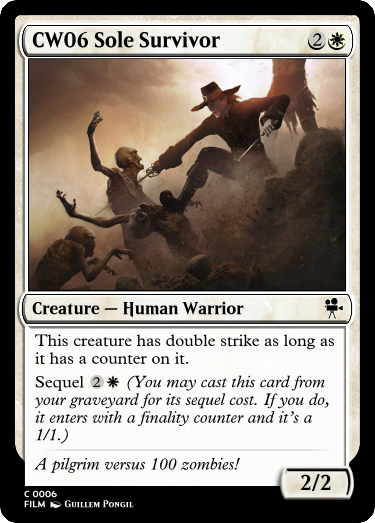 CW06 Sole Survivor 2
Creature — Human Warrior
This creature has double strike as long as
it has a counter on it.
Sequel 2 (You may cast this card from
your graveyard for its sequel cost. If you do,
it enters with a finality counter and it's a
1/1.)
A pilgrim versus 100 zombies!
2/2
C 0006
FILM Guillem Pongil